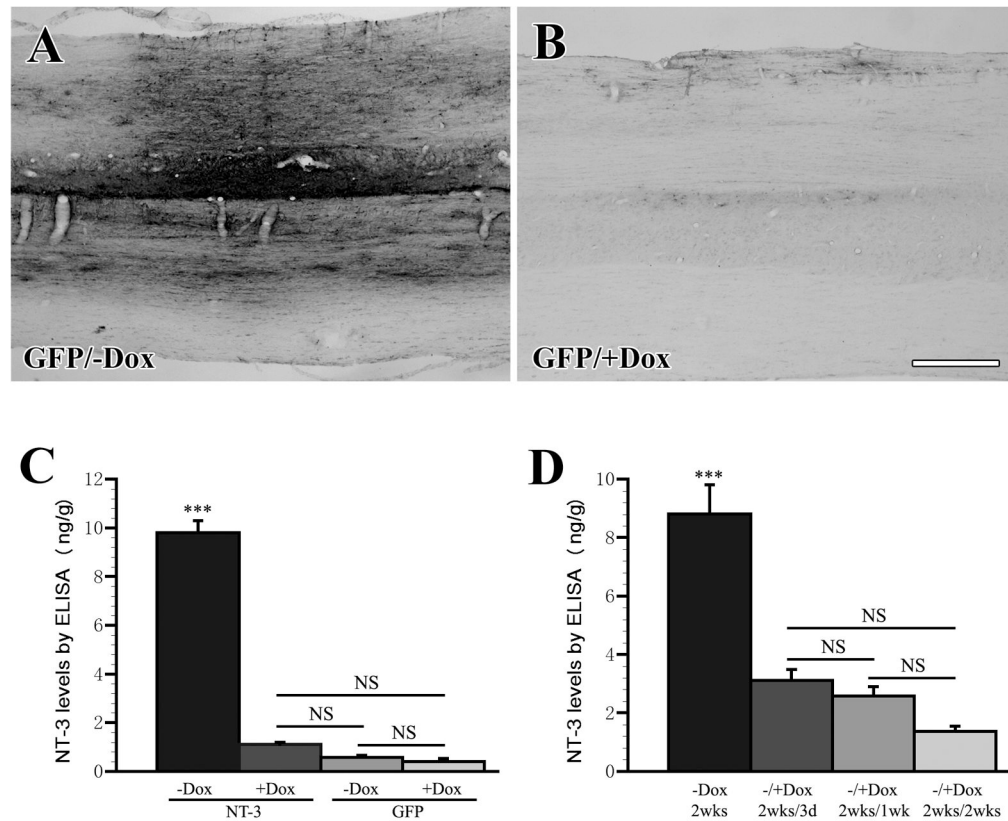 A
GFP/-Dox
B
GFP/+Dox
C
NT-3 levels by ELISA ( ng/g)
12
10
8
6
4
2
0
***
NS
NS
NS
-Dox +Dox -Dox +Dox
NT-3 GFP
D
NT-3 levels by ELISA ( ng/g)
10
8
6
4
2
0
***
NS
NS
NS
-Dox -/+Dox -/+Dox -/+Dox
2wks 2wks/3d 2wks/1wk 2wks/2wks